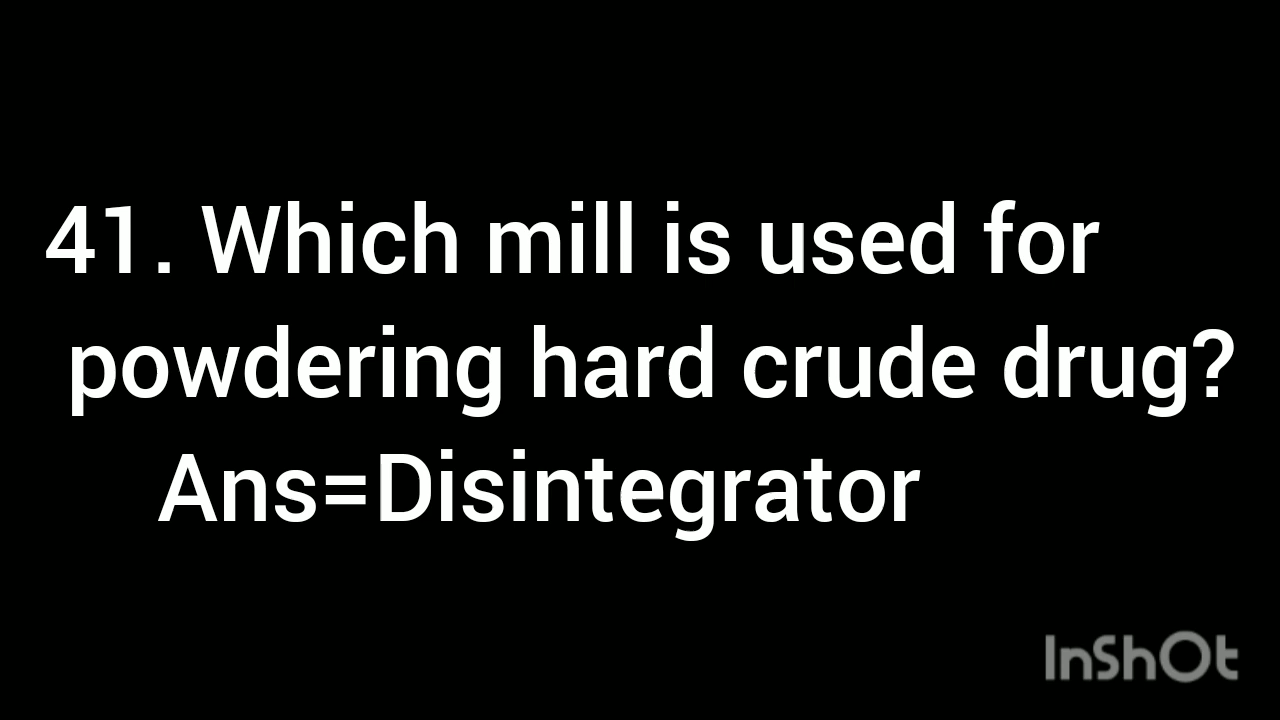 41. Which mill is used for
powdering hard crude drug?
Ans=Disintegrator
InShOt